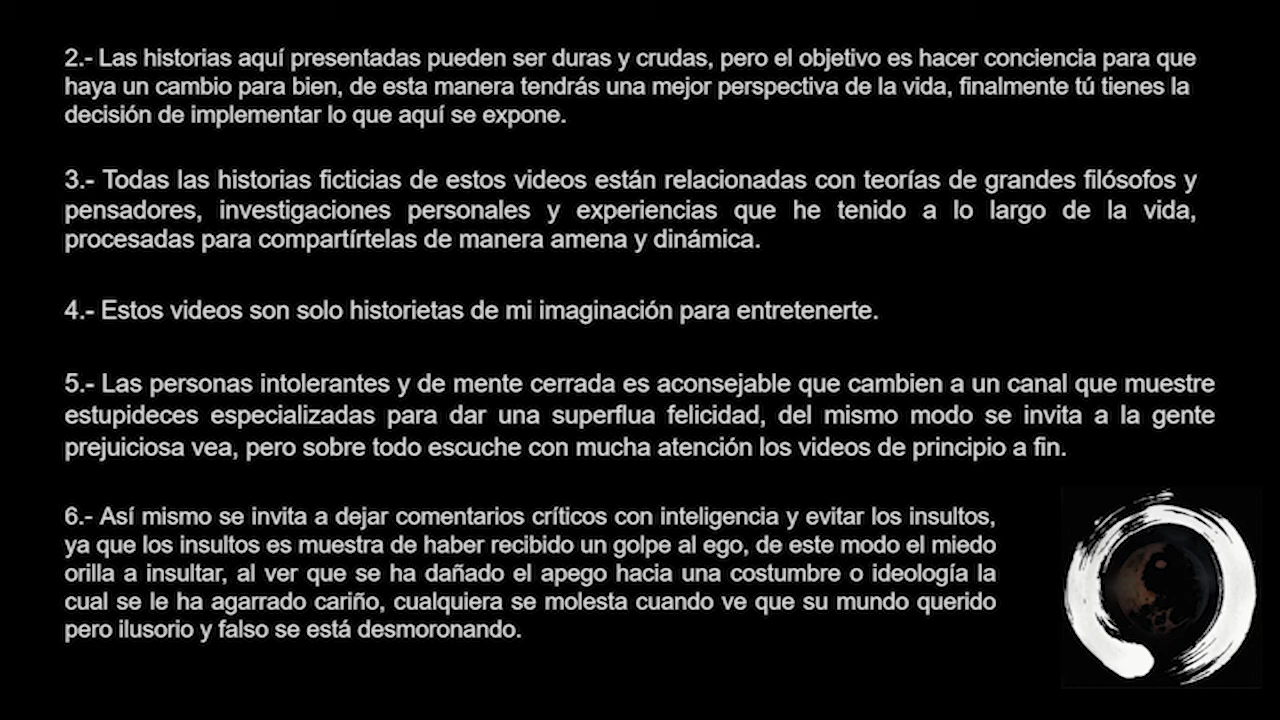 2.- Las historias aquí presentadas pueden ser duras y crudas, pero el objetivo es hacer conciencia para que
haya un cambio para bien, de esta manera tendrás una mejor perspectiva de la vida, finalmente tú tienes la
decisión de implementar lo que aquí se expone.
3.- Todas las historias ficticias de estos videos están relacionadas con teorías de grandes filósofos y
pensadores, investigaciones personales y experiencias que he tenido a lo largo de la vida,
procesadas para compartírtelas de manera amena y dinámica.
4.- Estos videos son solo historietas de mi imaginación para entretenerte.
5.- Las personas intolerantes y de mente cerrada es aconsejable que cambien a un canal que muestre
estupideces especializadas para dar una superflua felicidad, del mismo modo se invita a la gente
prejuiciosa vea, pero sobre todo escuche con mucha atención los videos de principio a fin.
6.- Así mismo se invita a dejar comentarios críticos con inteligencia y evitar los insultos,
ya que los insultos es muestra de haber recibido un golpe al ego, de este modo el miedo
orilla a insultar, al ver que se ha dañado el apego hacia una costumbre o ideología la
cual se le ha agarrado cariño, cualquiera se molesta cuando ve que su mundo querido
pero ilusorio y falso se está desmoronando.